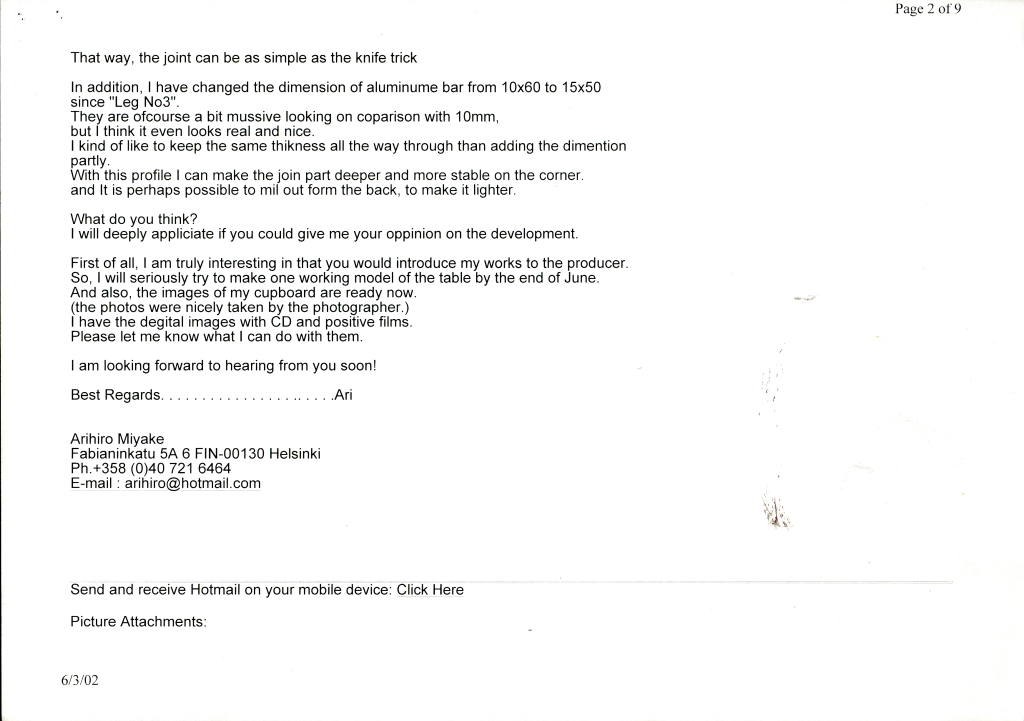 Page 2 of 9
That way, the joint can be as simple as the knife trick
In addition, I have changed the dimension of aluminume bar from 10x60 to 15x50
since "Leg No3".
They are ofcourse a bit mussive looking on coparison with 10mm,
but I think it even looks real and nice.
I kind of like to keep the same thikness all the way through than adding the dimention
partly.
With this profile I can make the join part deeper and more stable on the corner.
and It is perhaps possible to mil out form the back, to make it lighter.
What do you think?
I will deeply appliciate if you could give me your oppinion on the development.
First of all, I am truly interesting in that you would introduce my works to the producer.
So, I will seriously try to make one working model of the table by the end of June.
And also, the images of my cupboard are ready now.
(the photos were nicely taken by the photographer.)
I have the degital images with CD and positive films.
Please let me know what I can do with them.
I am looking forward to hearing from you soon!
Best Regards. . . . . . . . . . . . . . . . . .. . . . .Ari
Arihiro Miyake
Fabianinkatu 5A 6 FIN-00130 Helsinki
Ph.+358 (0)40 721 6464
E-mail : arihiro@hotmail.com
Send and receive Hotmail on your mobile device: Click Here
Picture Attachments:
6/3/02